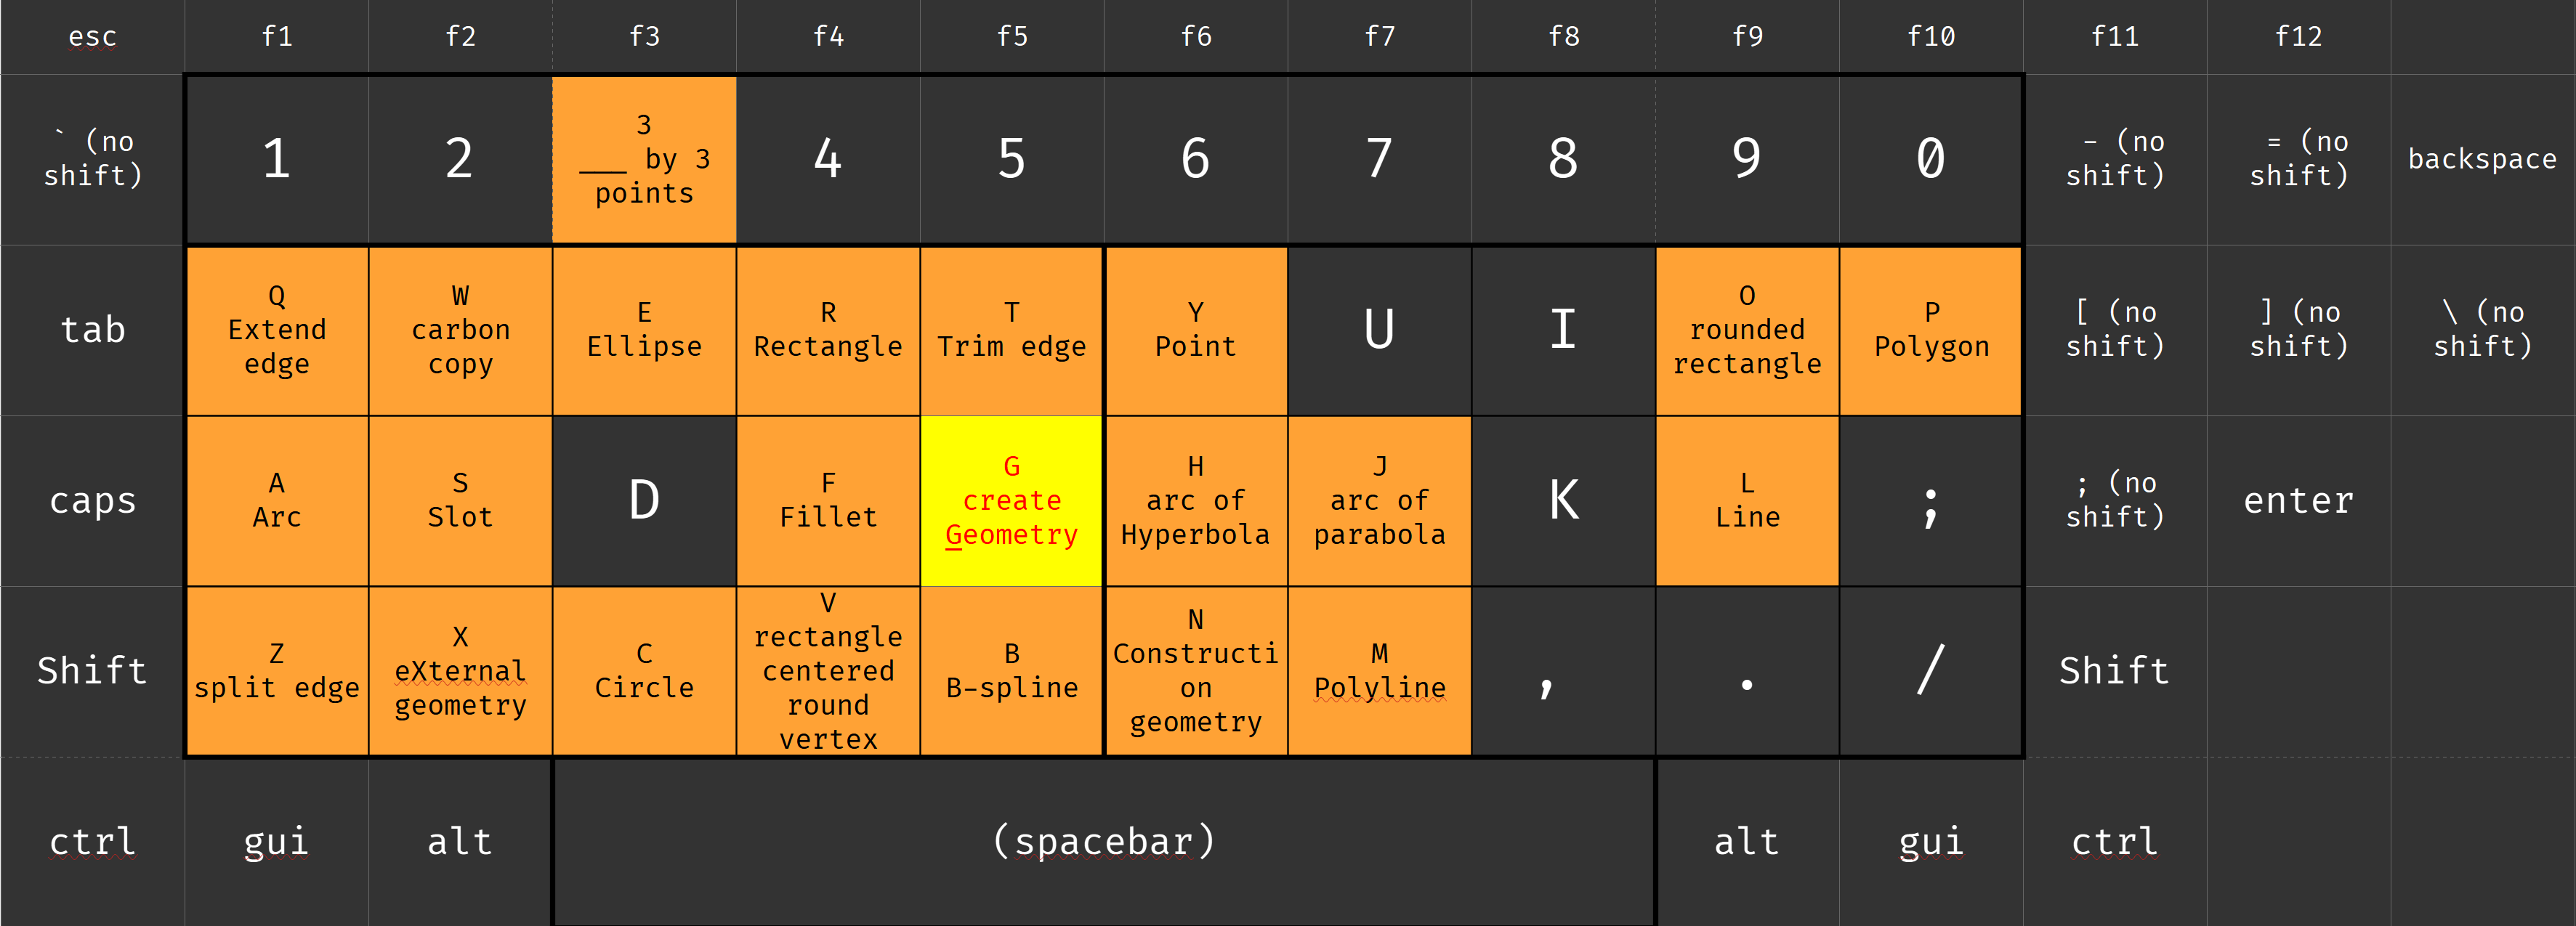 esc f1 f2 f3 f4 f5 f6 f7 f8 f9 f10 f11 f12
` (no
shift)
1
2
3
___ by 3
points
4
5
6
7
8
9
0
- (no
shift)
= (no
shift)
backspace
tab
Q
Extend
edge
W
carbon
copy
E
Ellipse
R
Rectangle
T
Trim edge
Y
Point
U
I
O
rounded
rectangle
P
Polygon
[ (no
shift)
] (no
shift)
\ (no
shift)
caps
A
Arc
S
Slot
D
F
Fillet
G
create
Geometry
H
arc of
Hyperbola
J
arc of
parabola
K
L
Line
;
; (no
shift)
enter
Shift
Z
split edge
X
eXternal
geometry
C
Circle
V
rectangle
centered
round
vertex
B
B-spline
N
Constructi
on
geometry
M
Polyline
,
.
/
Shift
ctrl
gui
alt
(spacebar)
alt
gui
ctrl